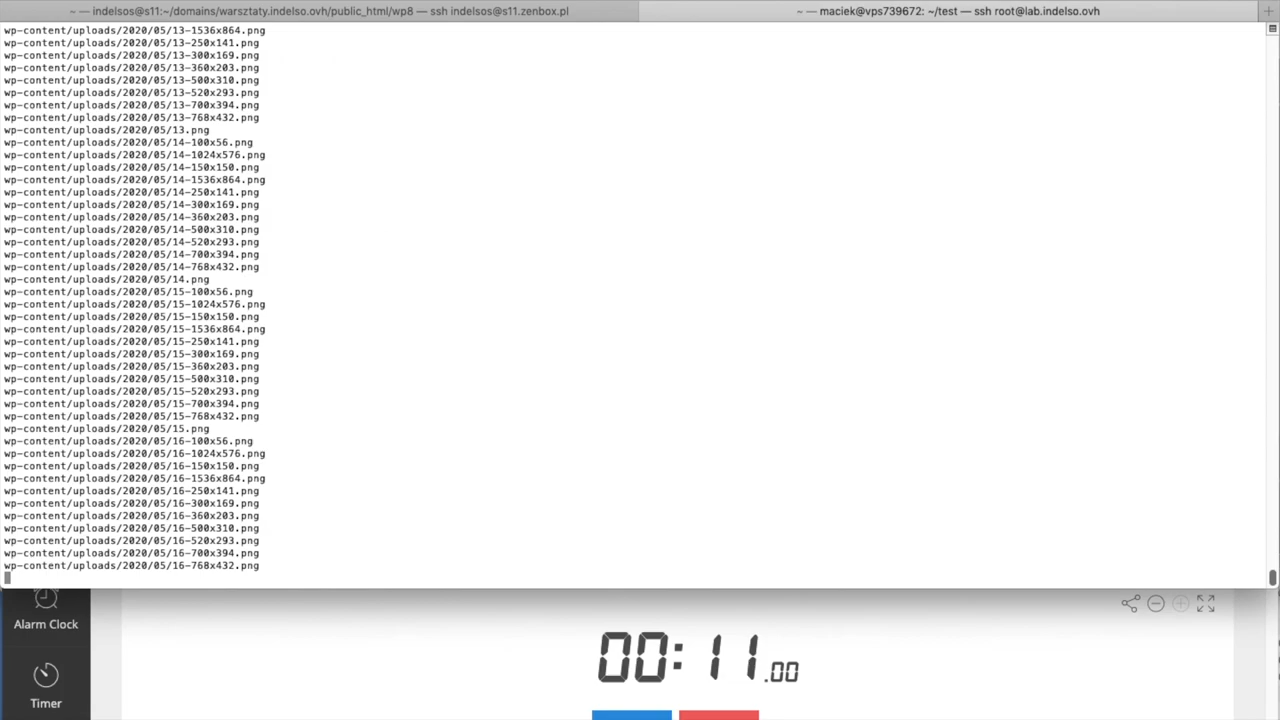 ~ — indelsos@s11:~/domains/warsztaty.indelso.ovh/public_html/wp8 — ssh indelsos@s11.zenbox.pl
~ — maciek@vps739672: ~/test — ssh root@lab.indelso.ovh
wp-content/uploads/2020/05/13-1536x864.png
wp-content/uploads/2020/05/13-250x141.png
wp-content/uploads/2020/05/13-300x169.png
wp-content/uploads/2020/05/13-360x203.png
wp-content/uploads/2020/05/13-500x310.png
wp-content/uploads/2020/05/13-520x293.png
wp-content/uploads/2020/05/13-700x394.png
wp-content/uploads/2020/05/13-768x432.png
wp-content/uploads/2020/05/13.png
wp-content/uploads/2020/05/14-100x56.png
wp-content/uploads/2020/05/14-1024x576.png
wp-content/uploads/2020/05/14-150x150.png
wp-content/uploads/2020/05/14-1536x864.png
wp-content/uploads/2020/05/14-250x141.png
wp-content/uploads/2020/05/14-300x169.png
wp-content/uploads/2020/05/14-360x203.png
wp-content/uploads/2020/05/14-500x310.png
wp-content/uploads/2020/05/14-520x293.png
wp-content/uploads/2020/05/14-700x394.png
wp-content/uploads/2020/05/14-768x432.png
wp-content/uploads/2020/05/14.png
wp-content/uploads/2020/05/15-100x56.png
wp-content/uploads/2020/05/15-1024x576.png
wp-content/uploads/2020/05/15-150x150.png
wp-content/uploads/2020/05/15-1536x864.png
wp-content/uploads/2020/05/15-250x141.png
wp-content/uploads/2020/05/15-300x169.png
wp-content/uploads/2020/05/15-360x203.png
wp-content/uploads/2020/05/15-500x310.png
wp-content/uploads/2020/05/15-520x293.png
wp-content/uploads/2020/05/15-700x394.png
wp-content/uploads/2020/05/15-768x432.png
wp-content/uploads/2020/05/15.png
wp-content/uploads/2020/05/16-100x56.png
wp-content/uploads/2020/05/16-1024x576.png
wp-content/uploads/2020/05/16-150x150.png
wp-content/uploads/2020/05/16-1536x864.png
wp-content/uploads/2020/05/16-250x141.png
wp-content/uploads/2020/05/16-300x169.png
wp-content/uploads/2020/05/16-360x203.png
wp-content/uploads/2020/05/16-500x310.png
wp-content/uploads/2020/05/16-520x293.png
wp-content/uploads/2020/05/16-700x394.png
wp-content/uploads/2020/05/16-768x432.png
Alarm Clock
00:11.00
Timer